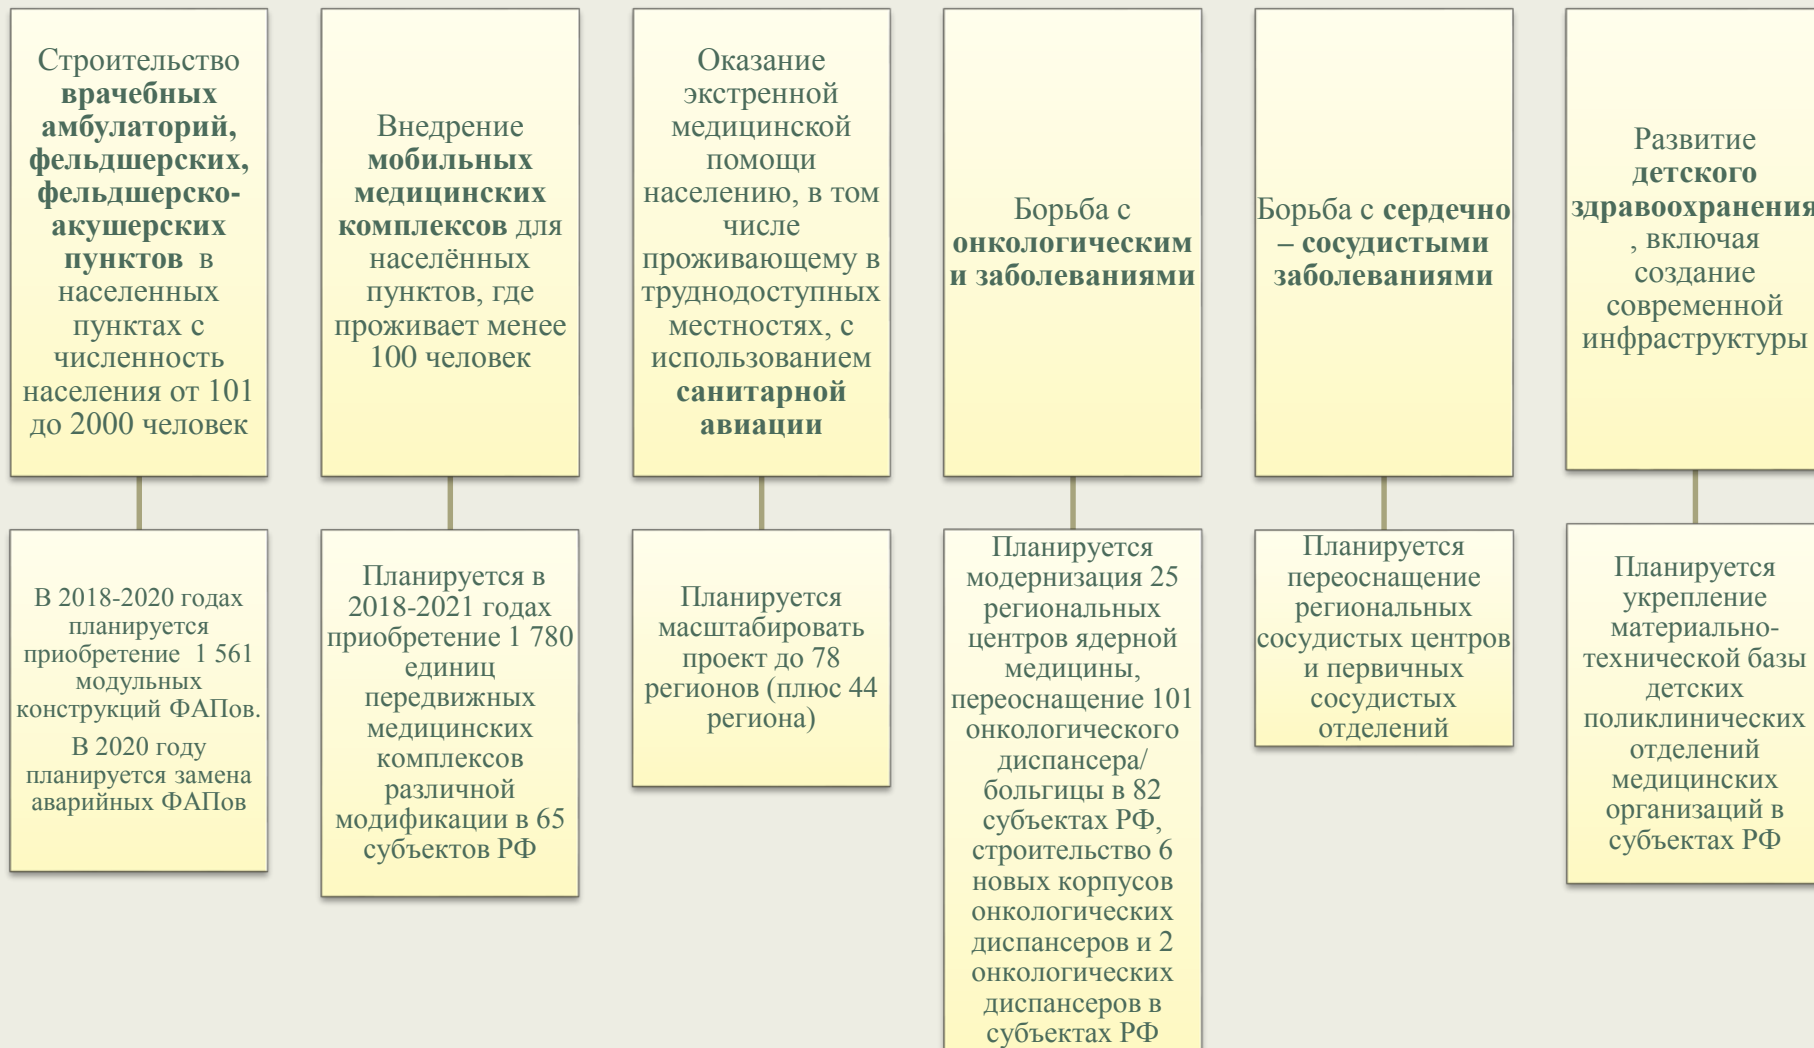 Строительство
врачебных
амбулаторий,
фельдшерских,
фельдшерско-
акушерских
пунктов в
населенных
пунктах с
численность
населения от 101
до 2000 человек
В 2018-2020 годах
планируется
приобретение 1 561
модульных
конструкций ФАПов.
В 2020 году
планируется замена
аварийных ФАПов
Внедрение
мобильных
медицинских
комплексов для
населённых
пунктов, где
проживает менее
100 человек
Планируется в
2018-2021 годах
приобретение 1 780
единиц
передвижных
медицинских
комплексов
различной
модификации в 65
субъектов РФ
Оказание
экстренной
медицинской
помощи
населению, в том
числе
проживающему в
труднодоступных
местностях, с
использованием
санитарной
авиации
Планируется
масштабировать
проект до 78
регионов (плюс 44
региона)
Борьба с
онкологическим
и заболеваниями
Планируется
модернизация 25
региональных
центров ядерной
медицины,
переоснащение 101
онкологического
диспансера/
больгицы в 82
субъектах РФ,
строительство 6
новых корпусов
онкологических
диспансеров и 2
онкологических
диспансеров в
субъектах РФ
Борьба с сердечно
– сосудистыми
заболеваниями
Планируется
переоснащение
региональных
сосудистых центров
и первичных
сосудистых
отделений
Развитие
детского
здравоохранения
, включая
создание
современной
инфраструктуры
Планируется
укрепление
материально-
технической базы
детских
поликлинических
отделений
медицинских
организаций в
субъектах РФ